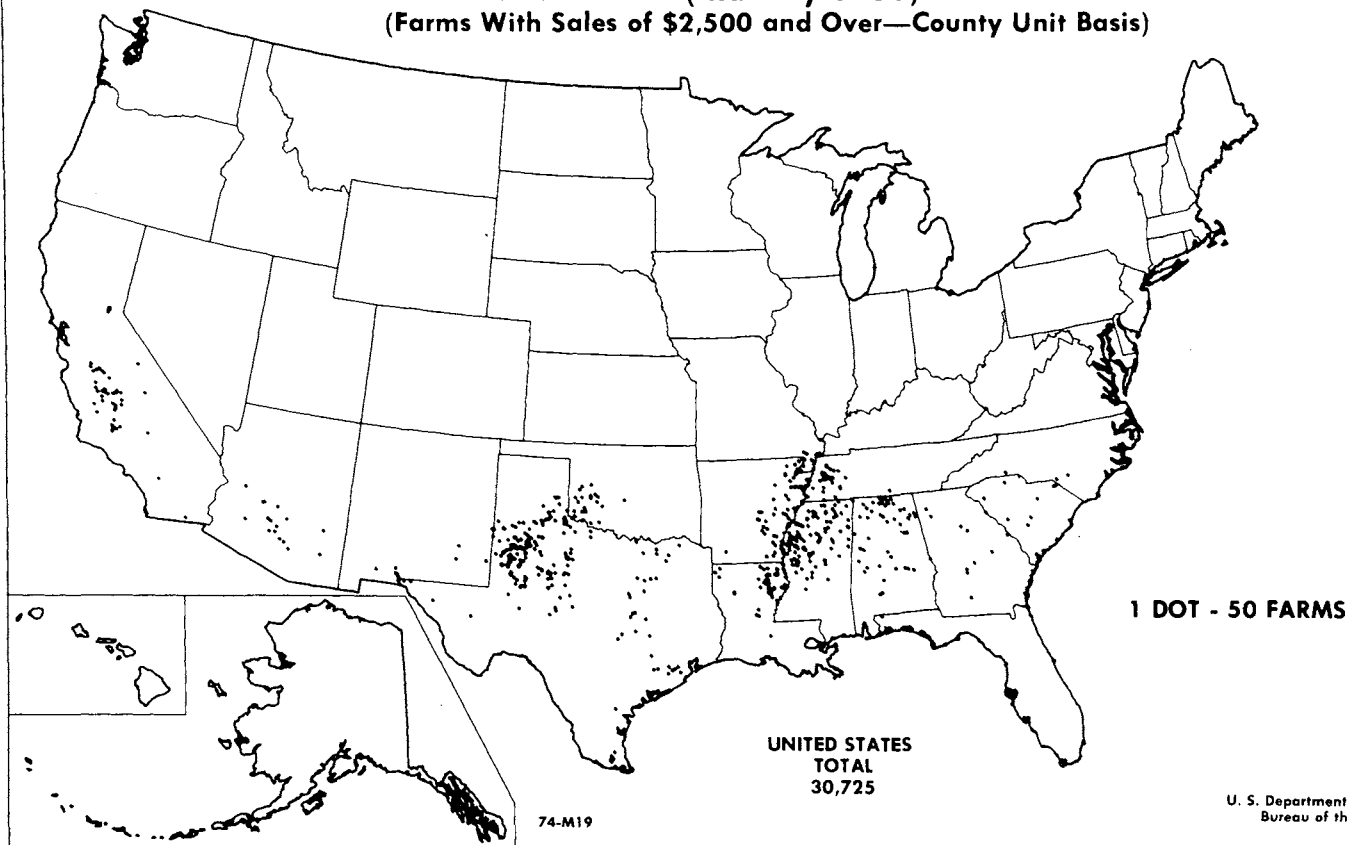 (Farms With Sales of $2,500 and Over—County Unit Basis)
1 DOT - 50 FARMS
UNITED STATES
TOTAL
30,725
74-M19
U. S. Department
Bureau of th